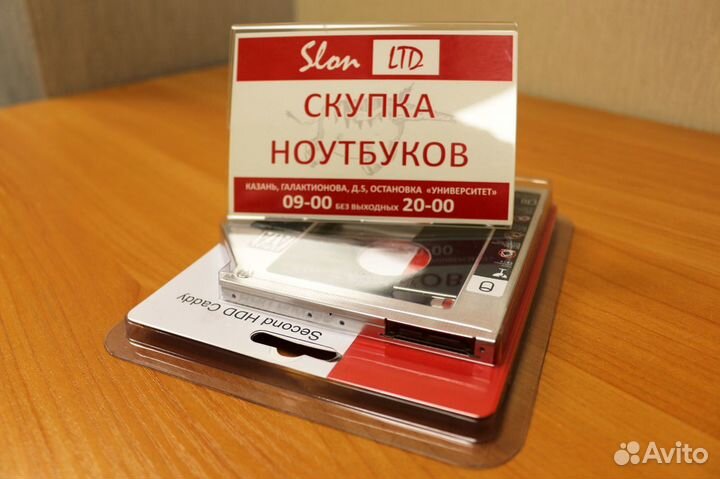 Slon LTD
СКУПКА
НОУТБУКОВ
КАЗАНЬ, ГАЛАКТИОНОВА, Д.5, ОСТАНОВКА «УНИВЕРСИТЕТ»
09-00 БЕЗ ВЫХОДНЫХ 20-00
Second HDD Caddy
Avito